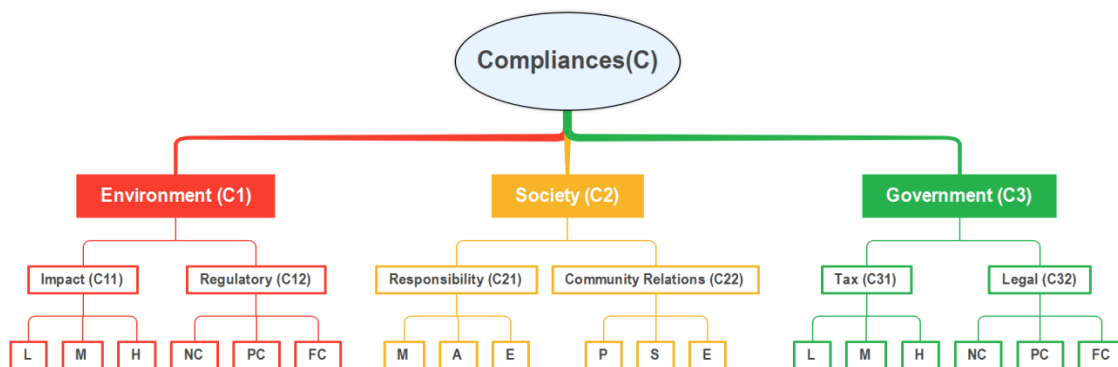 Compliances(C)
Environment (C1)
Society (C2)
Government (C3)
Impact (C11)
Regulatory (C12)
Responsibility (C21)
Community Relations (C22)
Tax (C31)
Legal (C32)
L
M
H
NC
PC
FC
M
A
E
P
S
E
L
M
H
NC
PC
FC